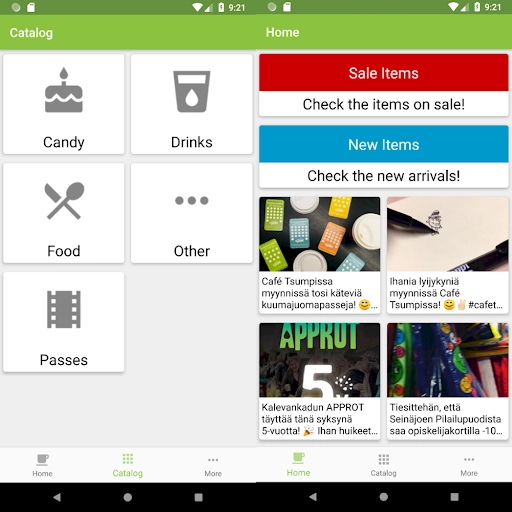 9:21
Catalog
Candy
Drinks
Food
Other
Passes
Home
Catalog
More
9:21
Home
Sale Items
Check the items on sale!
New Items
Check the new arrivals!
Café Tsumpissa
myynnissä tosi käteviä
kuumajuomapasseja! 😊...
Ihania lyijykyniä
myynnissä Café
Tsumpissa! 😊✌🏻#cafet...
APPROT
5
Kalevankadun APPROT
täyttää tänä syksynä
5-vuotta! 🎉 Ihan huikeet...
Tiesittehän, että
Seinäjoen Pilailupuodista
saa opiskelijakortilla -10...
Home
Catalog
More